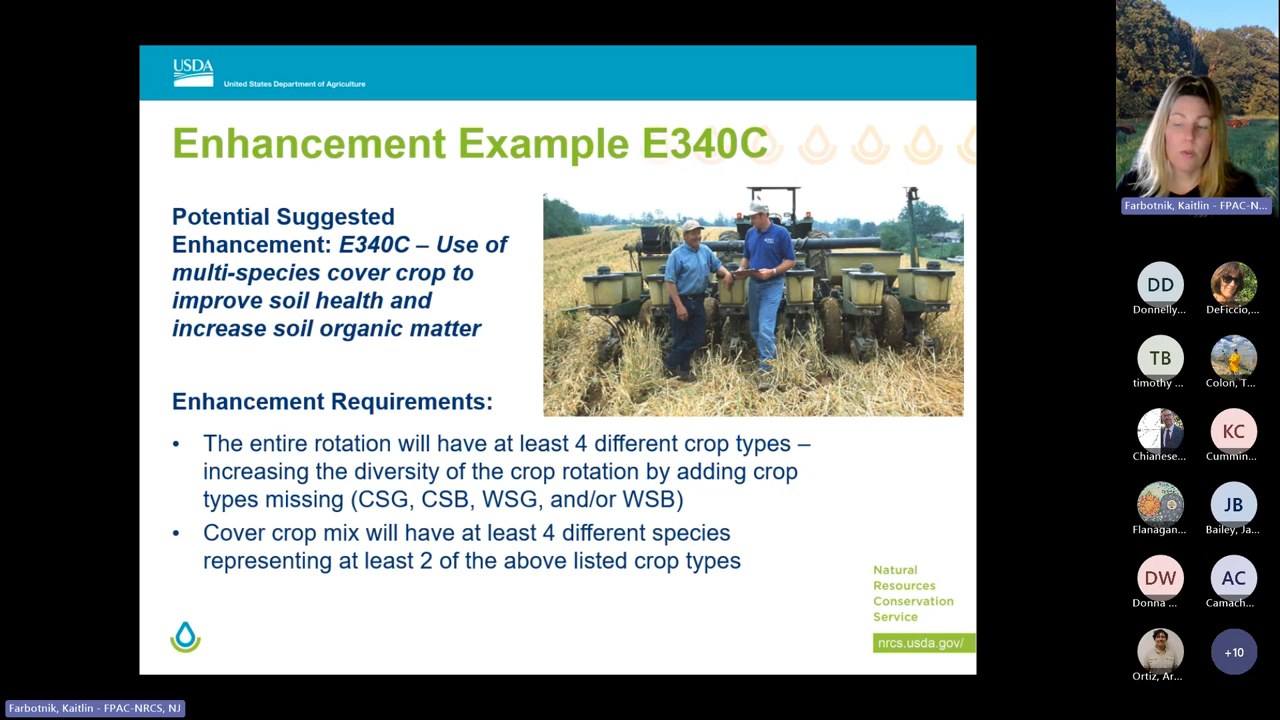 USDA
United States Department of Agriculture
Enhancement Example E340C
Potential Suggested
Enhancement: E340C – Use of
multi-species cover crop to
improve soil health and
increase soil organic matter
Enhancement Requirements:
• The entire rotation will have at least 4 different crop types –
increasing the diversity of the crop rotation by adding crop
types missing (CSG, CSB, WSG, and/or WSB)
• Cover crop mix will have at least 4 different species
representing at least 2 of the above listed crop types
Natural
Resources
Conservation
Service
nrcs.usda.gov/
Farbotnik, Kaitlin - FPAC-N...
DD
Donnelly...
DeFiccio,...
TB
timothy ...
Colon, T...
Chianese...
KC
Cummin...
Flanagan...
JB
Bailey, Ja...
DW
Donna ...
AC
Camach...
Ortiz, Ar...
+10
Farbotnik, Kaitlin - FPAC-NRCS, NJ